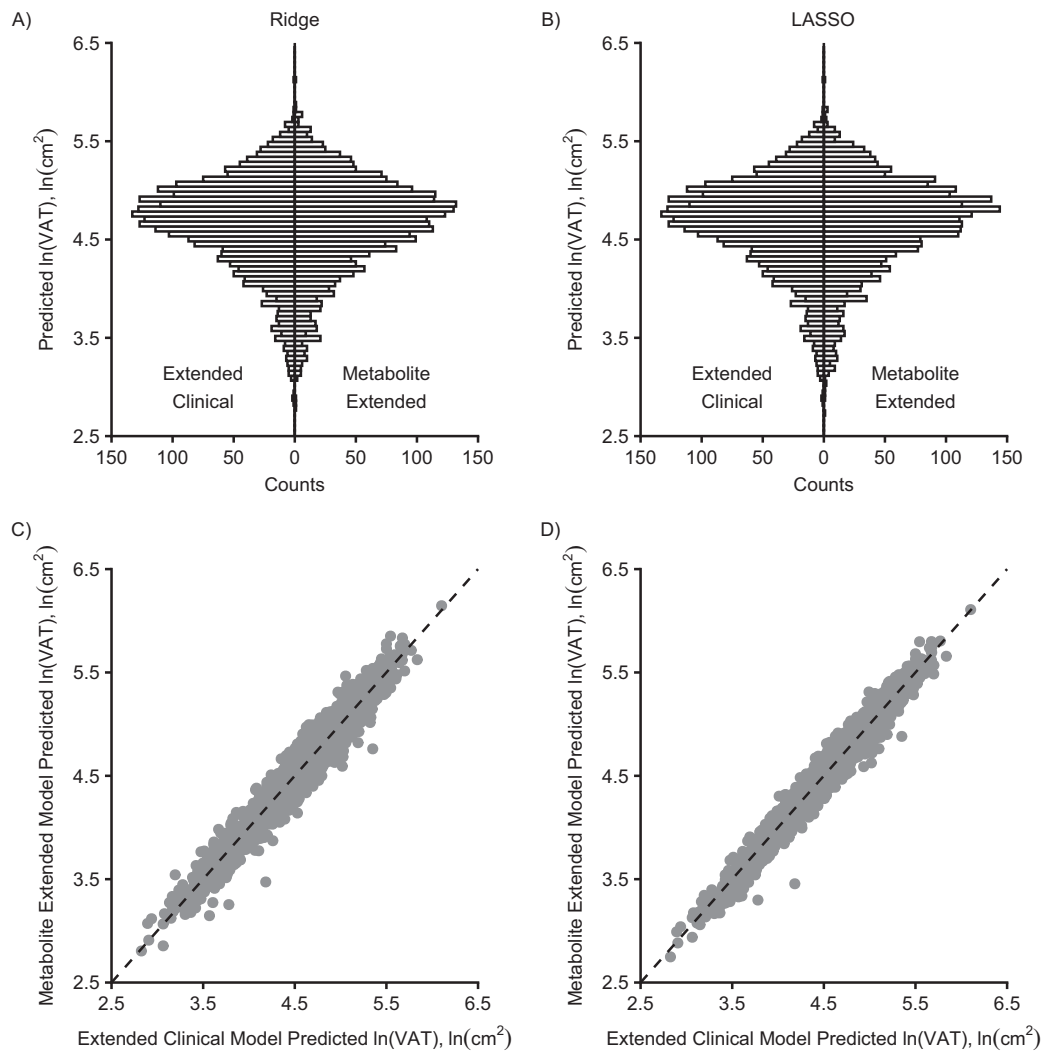 A)
Ridge
6.5
5.5
4.5
3.5
2.5
Predicted ln(VAT), ln(cm²)
Extended
Clinical
Metabolite
Extended
150 100 50 0 50 100 150
Counts
B)
LASSO
6.5
5.5
4.5
3.5
2.5
Predicted ln(VAT), ln(cm²)
Extended
Clinical
Metabolite
Extended
150 100 50 0 50 100 150
Counts
C)
6.5
5.5
4.5
3.5
2.5
Metabolite Extended Model Predicted ln(VAT), ln(cm²)
2.5 3.5 4.5 5.5 6.5
Extended Clinical Model Predicted ln(VAT), ln(cm²)
D)
6.5
5.5
4.5
3.5
2.5
Metabolite Extended Model Predicted ln(VAT), ln(cm²)
2.5 3.5 4.5 5.5 6.5
Extended Clinical Model Predicted ln(VAT), ln(cm²)